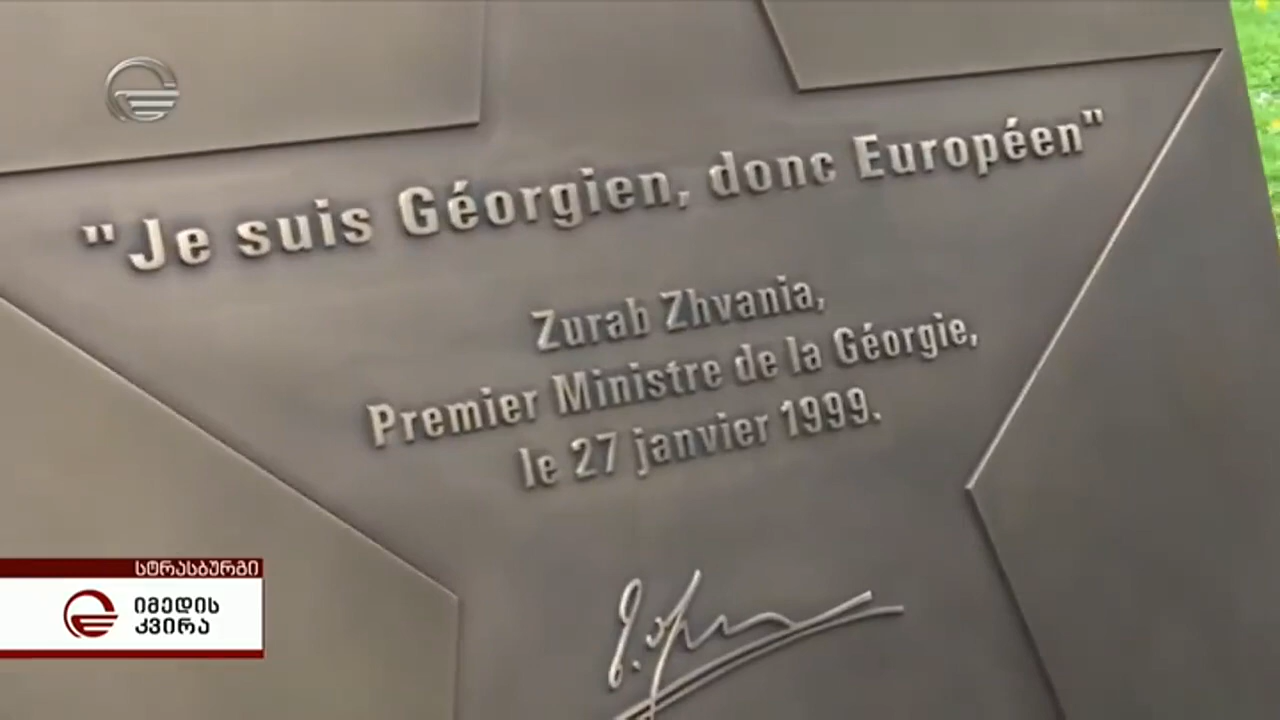 "Je suis Géorgien, donc Européen"
Zurab Zhvania,
Premier Ministre de la Géorgie,
le 27 janvier 1999.
სტრასბურგი
იმედის
კვირა